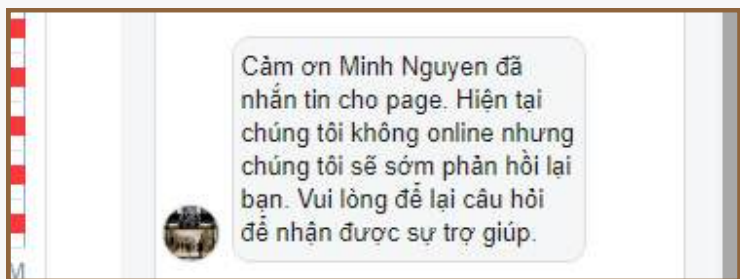 Cảm ơn Minh Nguyen đã
nhắn tin cho page. Hiện tại
chúng tôi không online nhưng
chúng tôi sẽ sớm phản hồi lại
bạn. Vui lòng để lại câu hỏi
để nhận được sự trợ giúp.
M